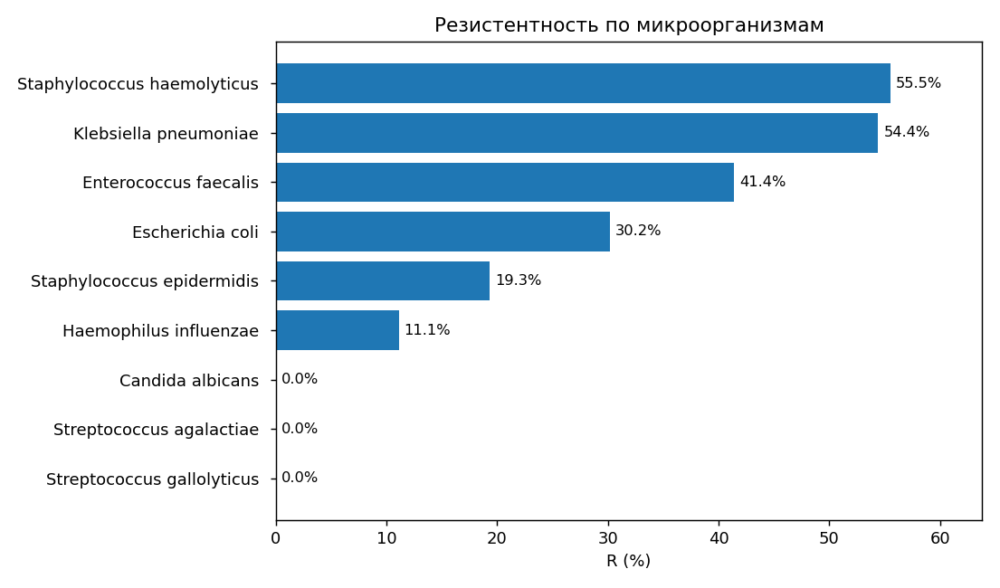 Резистентность по микроорганизмам
Staphylococcus haemolyticus 55.5%
Klebsiella pneumoniae 54.4%
Enterococcus faecalis 41.4%
Escherichia coli 30.2%
Staphylococcus epidermidis 19.3%
Haemophilus influenzae 11.1%
Candida albicans 0.0%
Streptococcus agalactiae 0.0%
Streptococcus gallolyticus 0.0%
0 10 20 30 40 50 60
R (%)